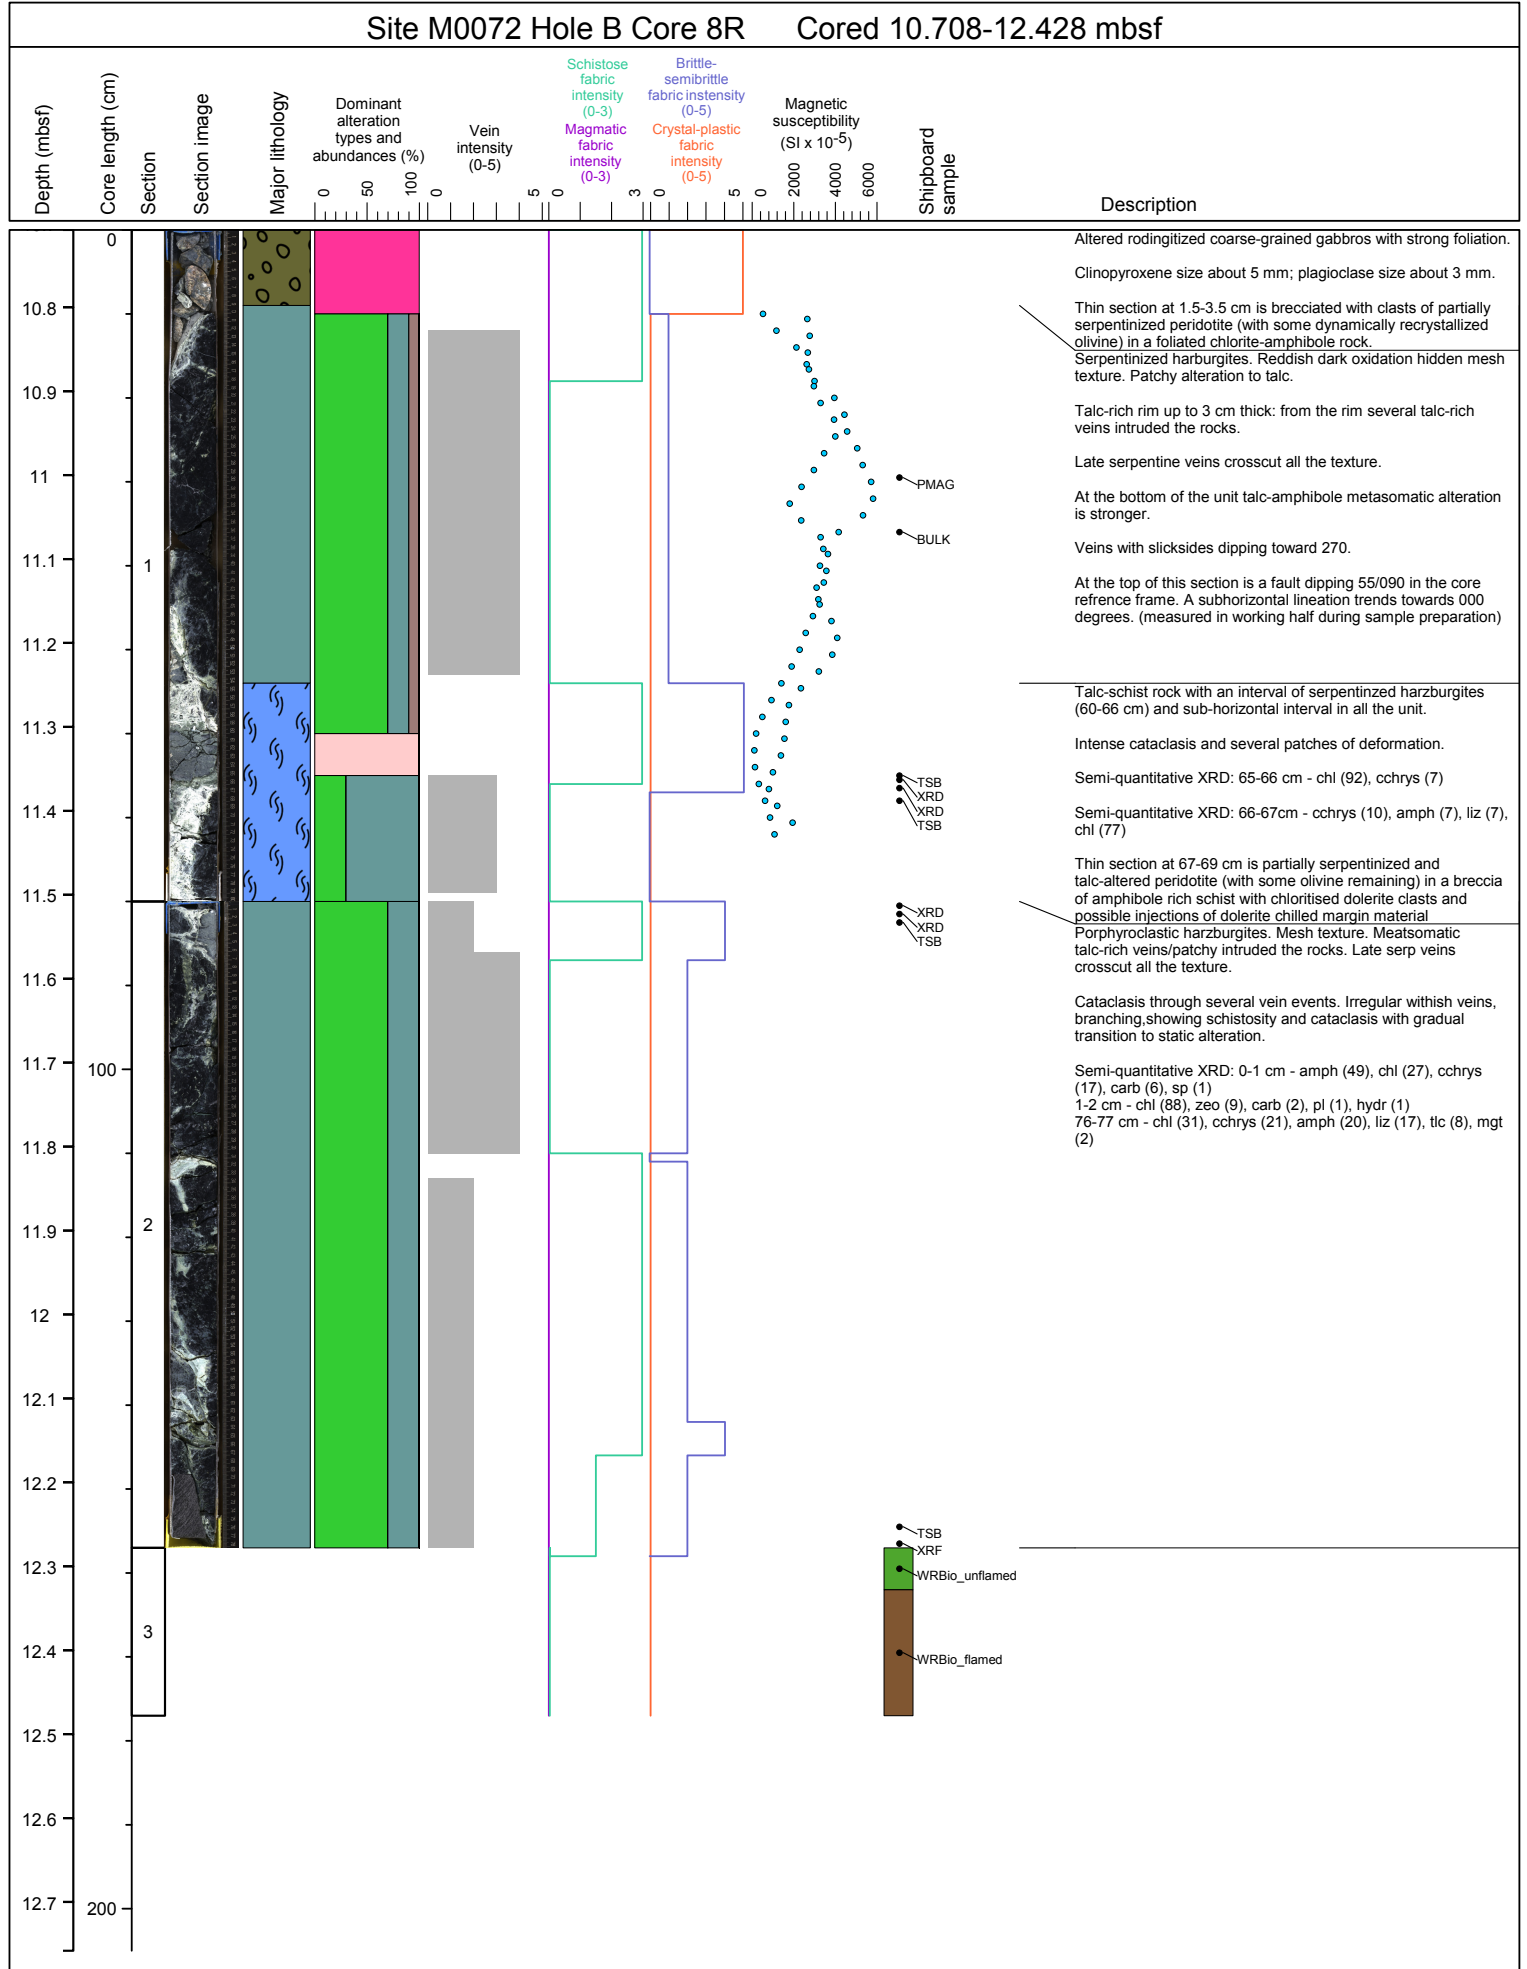 Site M0072 Hole B Core 8R Cored 10.708-12.428 mbsf
Depth (mbsf)
Core length (cm)
Section
Section image
Major lithology
Dominant
alteration
types and
abundances (%)
0 50 100
Vein
intensity
(0-5)
0 5
Schistose
fabric
intensity
(0-3)
Magmatic
fabric
intensity
(0-3)
0 3
Brittle-
semibrittle
fabric instensity
(0-5)
Crystal-plastic
fabric
intensity
(0-5)
0 5
Magnetic
susceptibility
(SI x 10-5)
0 2000 4000 6000
Shipboard
sample
Description
10.8
10.9
11
11.1
11.2
11.3
11.4
11.5
11.6
11.7
11.8
11.9
12
12.1
12.2
12.3
12.4
12.5
12.6
12.7
0
100
200
1
2
3
PMAG
BULK
TSB
XRD
XRD
TSB
XRD
XRD
TSB
TSB
XRF
WRBio_unflamed
WRBio_flamed
Altered rodingitized coarse-grained gabbros with strong foliation.
Clinopyroxene size about 5 mm; plagioclase size about 3 mm.
Thin section at 1.5-3.5 cm is brecciated with clasts of partially
serpentinized peridotite (with some dynamically recrystallized
olivine) in a foliated chlorite-amphibole rock.
Serpentinized harburgites. Reddish dark oxidation hidden mesh
texture. Patchy alteration to talc.
Talc-rich rim up to 3 cm thick: from the rim several talc-rich
veins intruded the rocks.
Late serpentine veins crosscut all the texture.
At the bottom of the unit talc-amphibole metasomatic alteration
is stronger.
Veins with slicksides dipping toward 270.
At the top of this section is a fault dipping 55/090 in the core
refrence frame. A subhorizontal lineation trends towards 000
degrees. (measured in working half during sample preparation)
Talc-schist rock with an interval of serpentinzed harzburgites
(60-66 cm) and sub-horizontal interval in all the unit.
Intense cataclasis and several patches of deformation.
Semi-quantitative XRD: 65-66 cm - chl (92), cchrys (7)
Semi-quantitative XRD: 66-67cm - cchrys (10), amph (7), liz (7),
chl (77)
Thin section at 67-69 cm is partially serpentinized and
talc-altered peridotite (with some olivine remaining) in a breccia
of amphibole rich schist with chloritised dolerite clasts and
possible injections of dolerite chilled margin material
Porphyroclastic harzburgites. Mesh texture. Meatsomatic
talc-rich veins/patchy intruded the rocks. Late serp veins
crosscut all the texture.
Cataclasis through several vein events. Irregular withish veins,
branching,showing schistosity and cataclasis with gradual
transition to static alteration.
Semi-quantitative XRD: 0-1 cm - amph (49), chl (27), cchrys
(17), carb (6), sp (1)
1-2 cm - chl (88), zeo (9), carb (2), pl (1), hydr (1)
76-77 cm - chl (31), cchrys (21), amph (20), liz (17), tlc (8), mgt
(2)